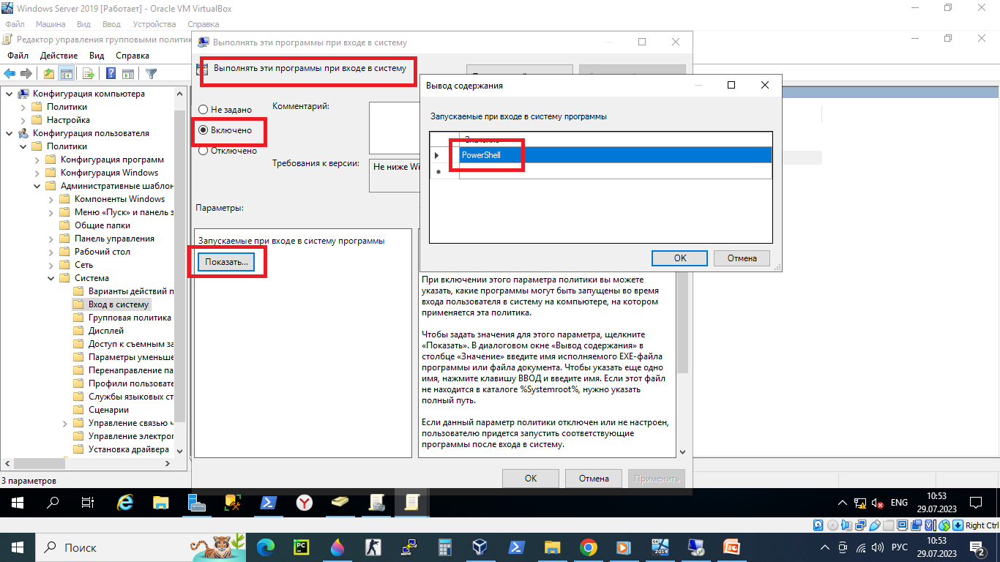 Windows Server 2019 [Работает] - Oracle VM VirtualBox
Файл Машина Вид Ввод Устройства Справка
Редактор управления групповыми
Файл Действие Вид Справка
Конфигурация компьютера
Политики
Настройка
Конфигурация пользователя
Политики
Конфигурация программ
Конфигурация Windows
Административные
Компоненты Windows
Меню «Пуск» и панель
Общие папки
Панель управления
Рабочий стол
Сеть
Система
Варианты действий
Вход в систему
Групповая политика
Дисплей
Доступ к съемным
Параметры
Перенаправление
Профили
Службы языковых
Сценарии
Управление связью
Управление
Установка драйвера
3 параметров
Выполнять эти программы при входе в систему
Выполнять эти программы при входе в систему
Не задано
Включено
Отключено
Комментарий:
Требования к версии:
Не ниже
Параметры:
Запускаемые при входе в систему программы
Показать...
При включении этого параметра политики вы можете
указать, какие программы могут быть запущены во время
входа пользователя в систему на компьютере, на котором
применяется эта политика.
Чтобы задать значения для этого параметра, щелкните
«Показать». В диалоговом окне «Вывод содержания» в
столбце «Значение» введите имя исполняемого EXE-файла
программы или файла документа. Чтобы указать еще одно
имя, нажмите клавишу ВВОД и введите имя. Если этот файл
не находится в каталоге %Systemroot%, нужно указать
полный путь.
Если данный параметр политики отключен или не настроен,
пользователю придется запустить соответствующие
программы после входа в систему.
OK Отмена Применить
Вывод содержания
Запускаемые при входе в систему программы
Значение
PowerShell
OK Отмена
ENG
10:53
29.07.2023
Right Ctrl
Поиск
PC
2019
РУС
10:53
29.07.2023
2